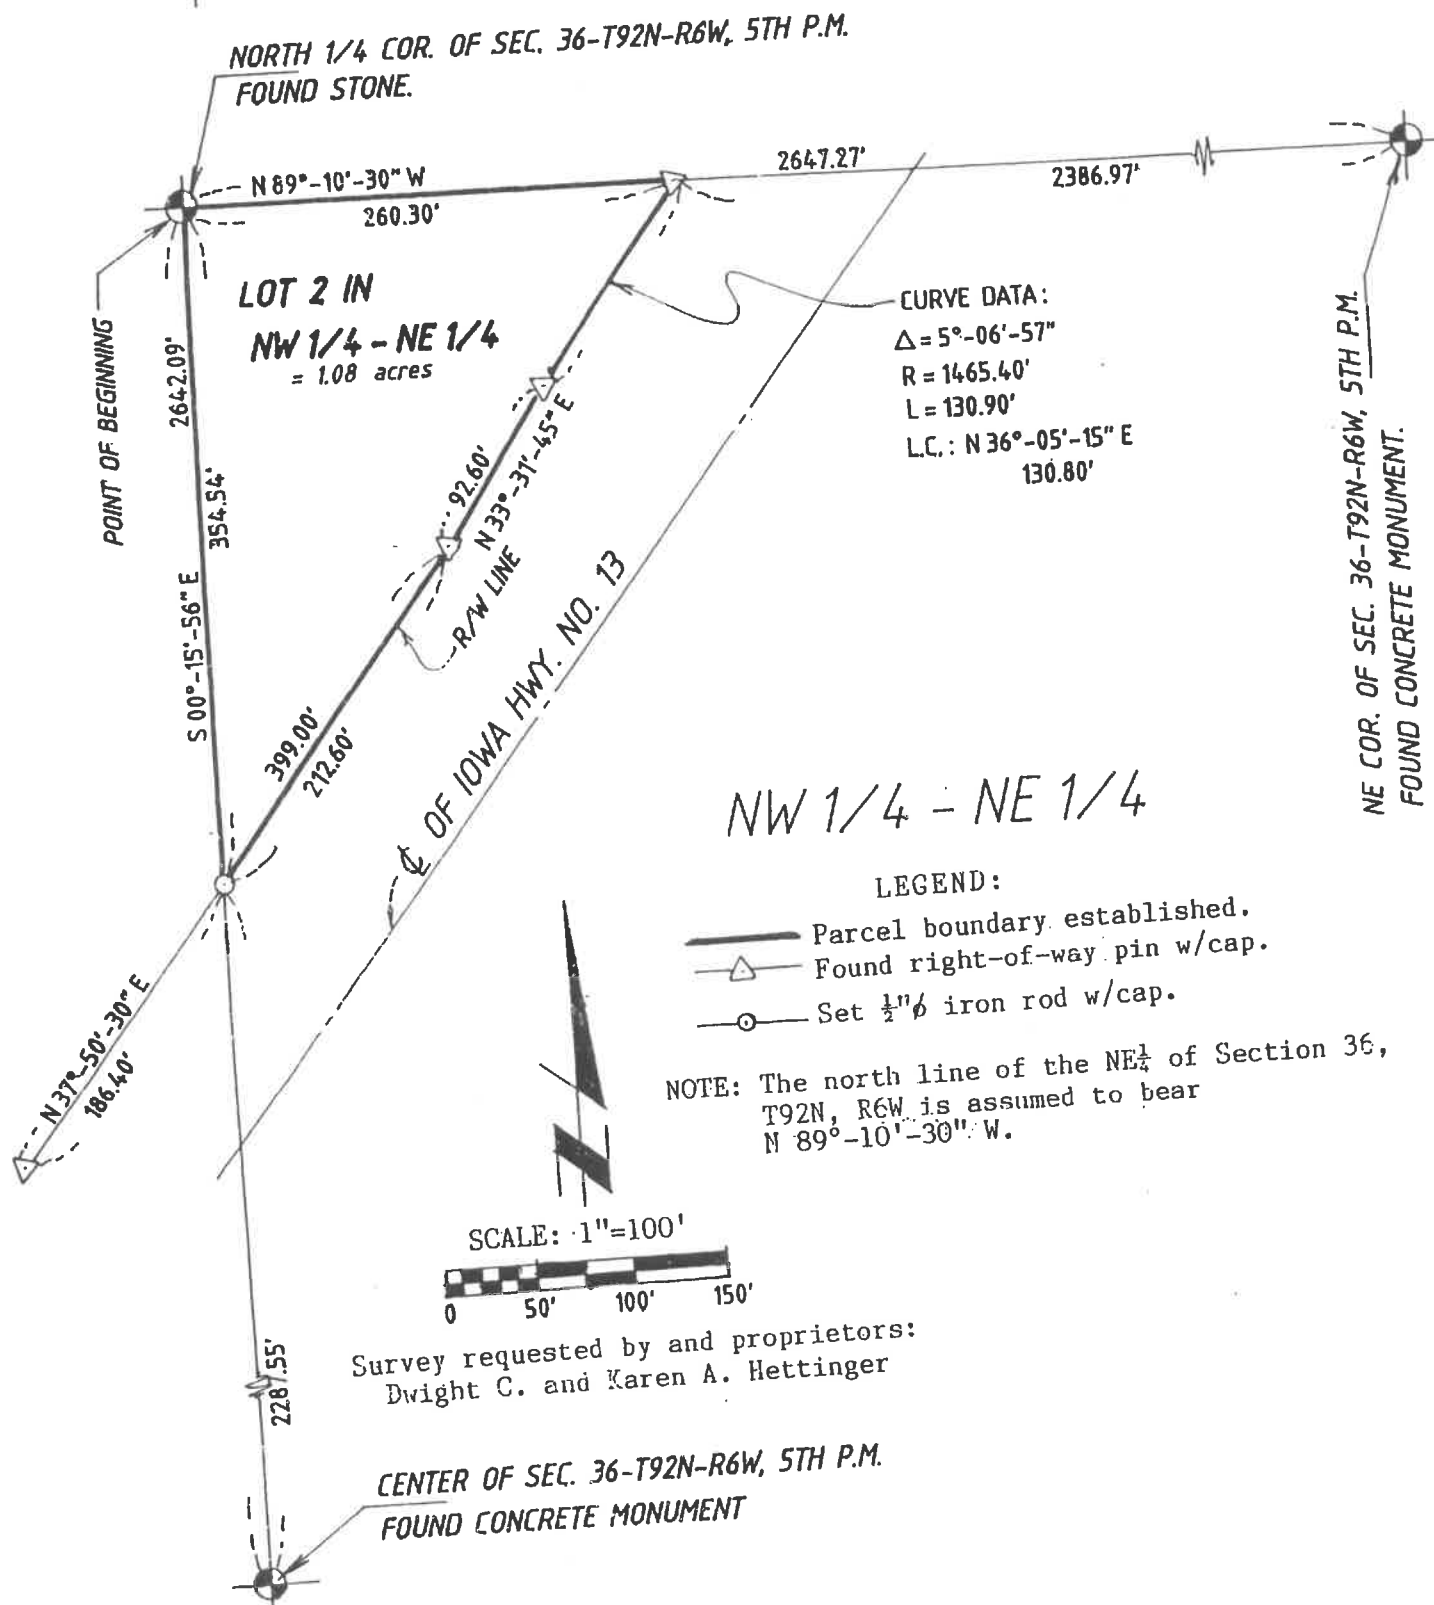 NORTH 1/4 COR. OF SEC. 36-T92N-R6W, 5TH P.M.
FOUND STONE.
N 89°-10'-30" W
260.30'
2647.27'
2386.97'
LOT 2 IN
NW 1/4 - NE 1/4
= 1.08 acres
POINT OF BEGINNING
2642.09'
354.54'
S 00°-15'-56" E
CURVE DATA:
Δ = 5°-06'-57"
R = 1465.40'
L = 130.90'
L.C.: N 36°-05'-15" E
130.80'
NE COR. OF SEC. 36-T92N-R6W, 5TH P.M.
FOUND CONCRETE MONUMENT.
92.60'
N 33°-31'-45" E
R/W LINE
399.00'
212.60'
℄ OF IOWA HWY. NO. 13
NW 1/4 - NE 1/4
LEGEND:
Parcel boundary established.
Found right-of-way pin w/cap.
Set ½"ϕ iron rod w/cap.
N 37°-50'-30" E
186.40'
NOTE: The north line of the NE¼ of Section 36,
T92N, R6W is assumed to bear
N 89°-10'-30" W.
SCALE: 1"=100'
0 50' 100' 150'
Survey requested by and proprietors:
Dwight C. and Karen A. Hettinger
2287.55'
CENTER OF SEC. 36-T92N-R6W, 5TH P.M.
FOUND CONCRETE MONUMENT